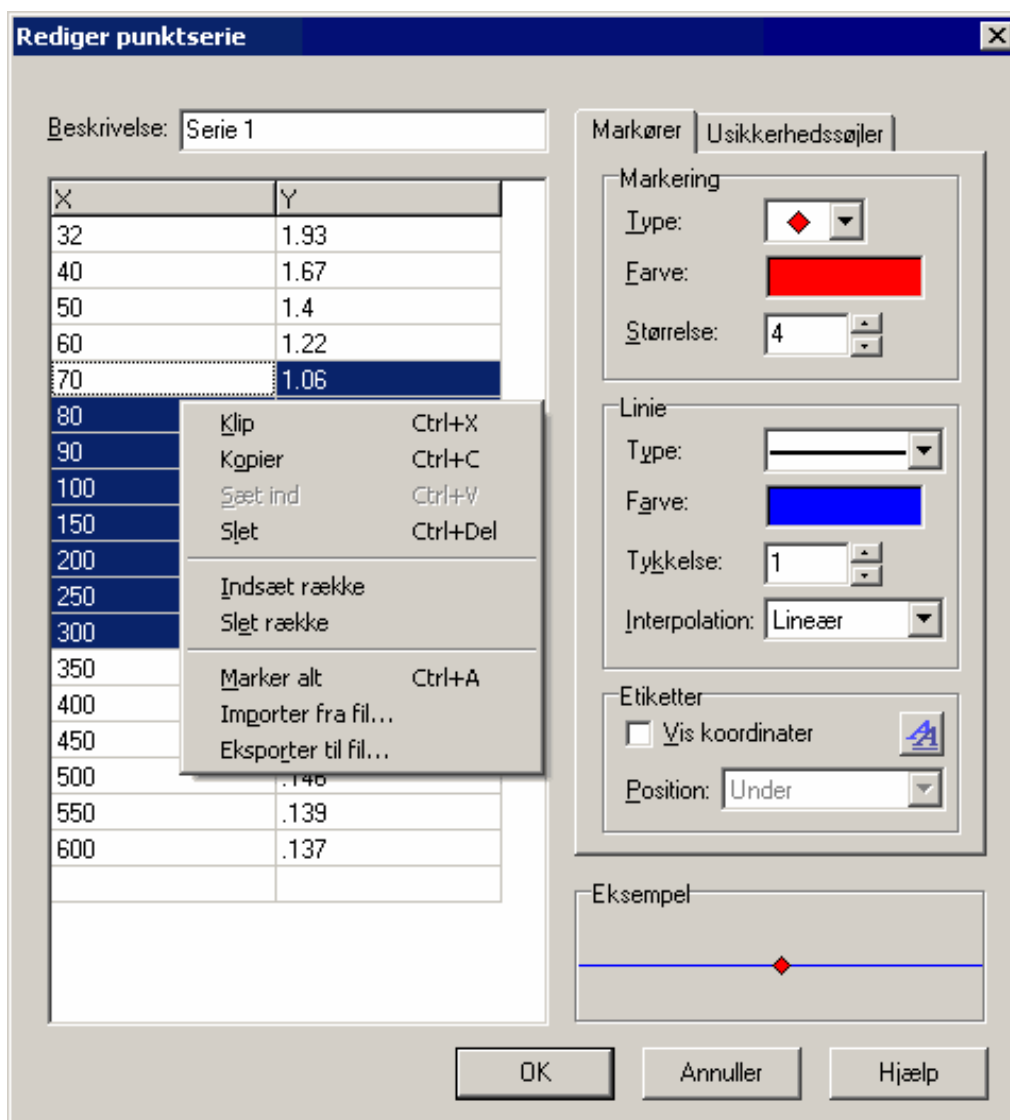 Rediger punktserie
Beskrivelse: Serie 1
X Y
32 1.93
40 1.67
50 1.4
60 1.22
70 1.06
80
90
100
150
200
250
300
350
400
450
500 .146
550 .139
600 .137
Klip Ctrl+X
Kopier Ctrl+C
Sæt ind Ctrl+V
Slet Ctrl+Del
Indsæt række
Slet række
Marker alt Ctrl+A
Importer fra fil...
Eksporter til fil...
Markører Usikkerhedssøjler
Markering
Type:
Farve:
Størrelse: 4
Linie
Type:
Farve:
Tykkelse: 1
Interpolation: Lineær
Etiketter
Vis koordinater
Position: Under
Eksempel
OK Annuller Hjælp